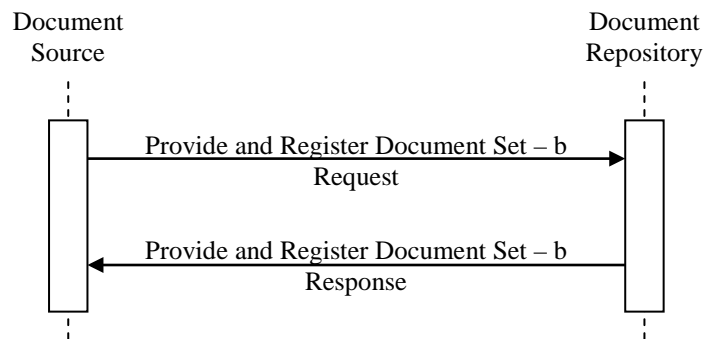 Document
Source
Document
Repository
Provide and Register Document Set – b
Request
Provide and Register Document Set – b
Response